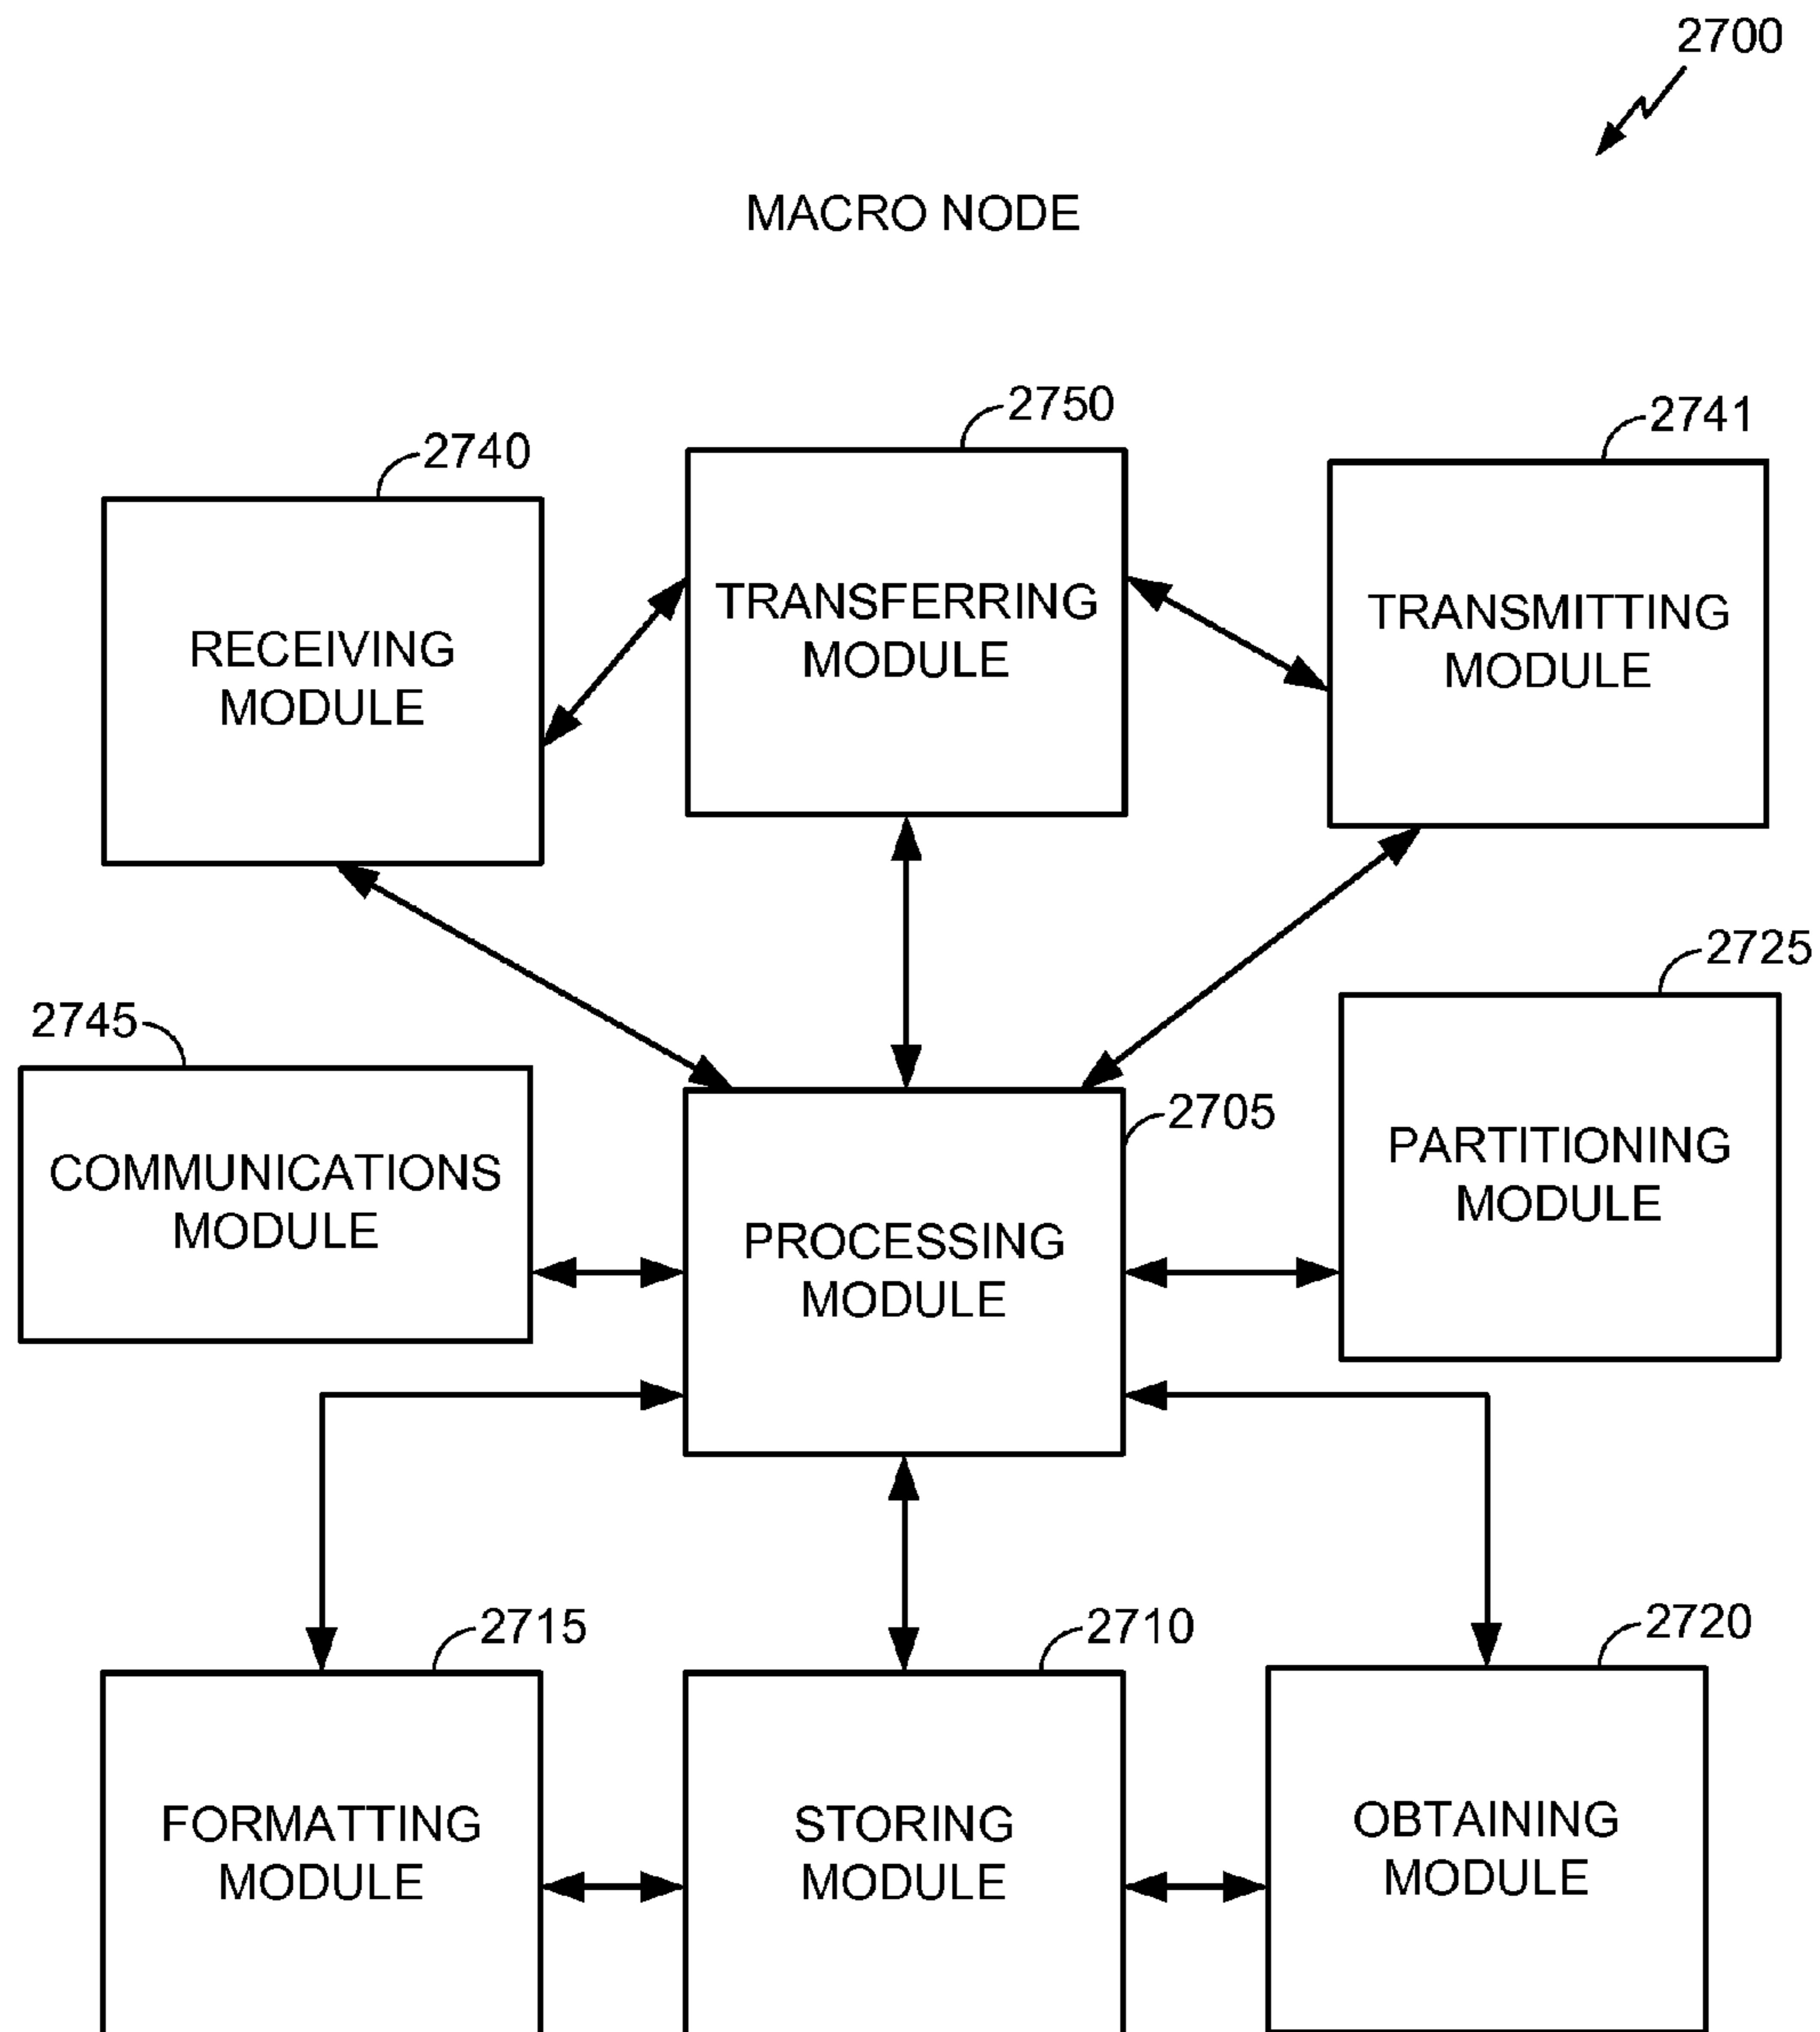 2700
MACRO NODE
2740
2750
2741
RECEIVING
MODULE
TRANSFERRING
MODULE
TRANSMITTING
MODULE
2745
2705
2725
COMMUNICATIONS
MODULE
PROCESSING
MODULE
PARTITIONING
MODULE
2715
2710
2720
FORMATTING
MODULE
STORING
MODULE
OBTAINING
MODULE